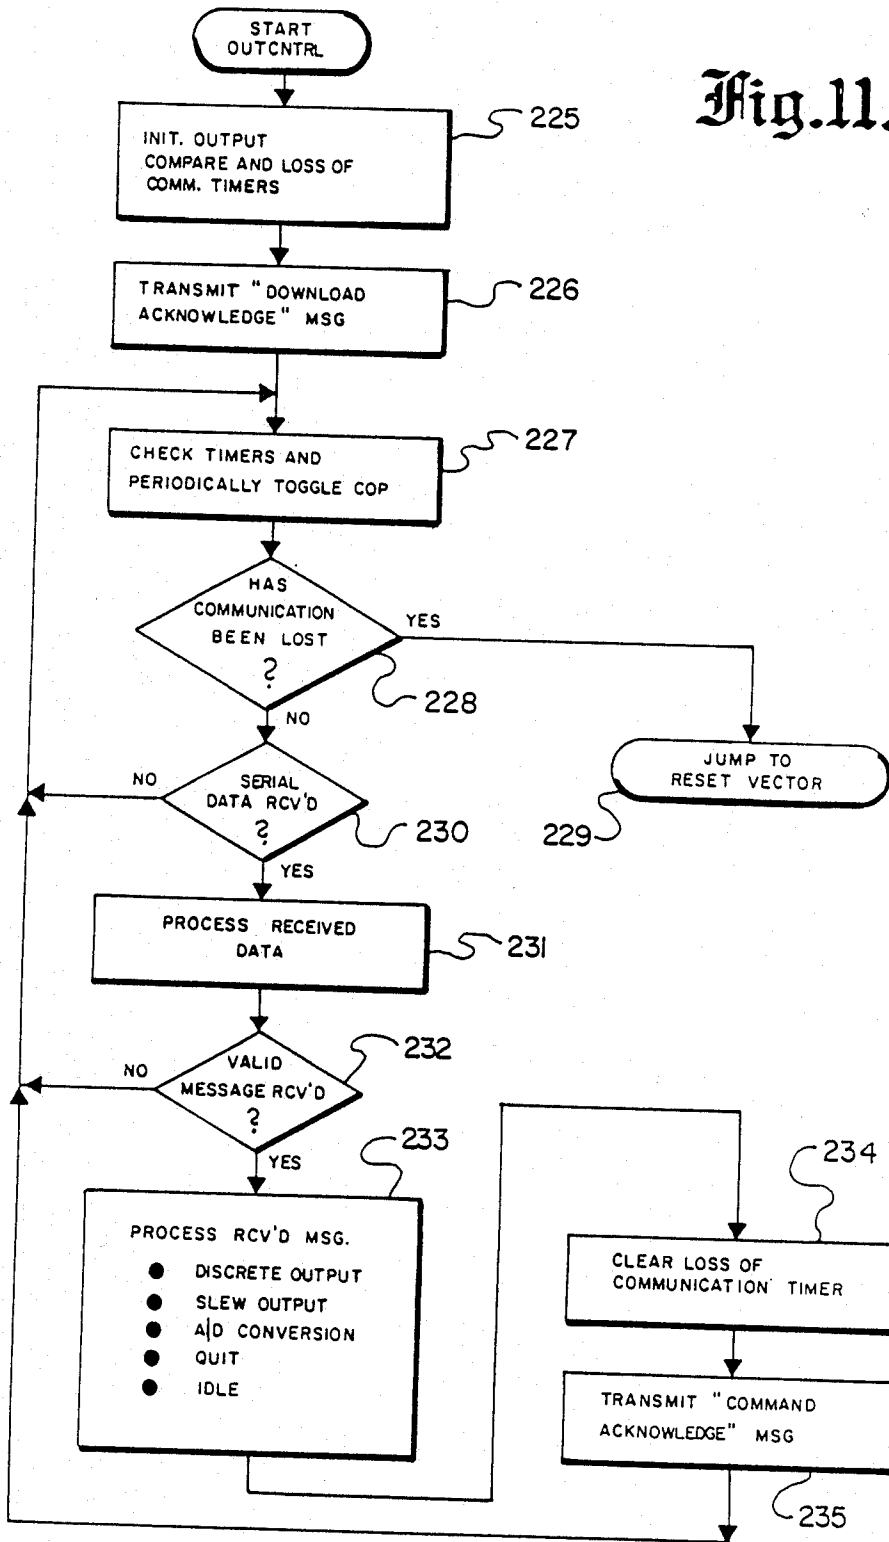 START
OUTCNTRL
Fig.11.
225
INIT. OUTPUT
COMPARE AND LOSS OF
COMM. TIMERS
226
TRANSMIT "DOWNLOAD
ACKNOWLEDGE" MSG
227
CHECK TIMERS AND
PERIODICALLY TOGGLE COP
HAS
COMMUNICATION
BEEN LOST
?
YES
228
NO
JUMP TO
RESET VECTOR
229
SERIAL
DATA RCV'D
?
NO
230
YES
PROCESS RECEIVED
DATA
231
232
VALID
MESSAGE RCV'D
?
NO
YES
233
PROCESS RCV'D MSG.
● DISCRETE OUTPUT
● SLEW OUTPUT
● A|D CONVERSION
● QUIT
● IDLE
234
CLEAR LOSS OF
COMMUNICATION TIMER
TRANSMIT "COMMAND
ACKNOWLEDGE" MSG
235